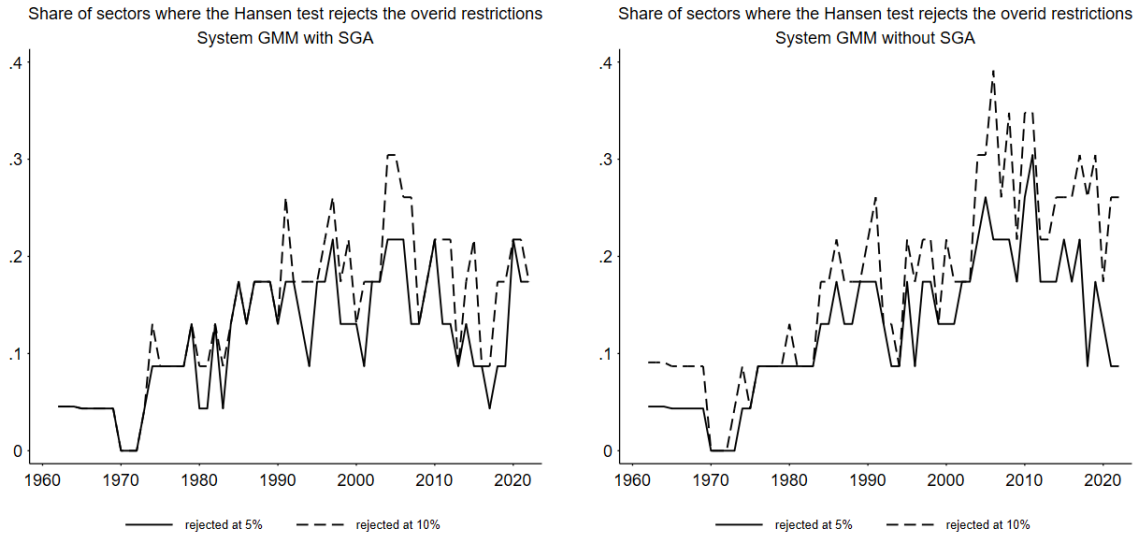 Share of sectors where the Hansen test rejects the overid restrictions
System GMM with SGA
.4
.3
.2
.1
0
1960 1970 1980 1990 2000 2010 2020
rejected at 5% rejected at 10%
Share of sectors where the Hansen test rejects the overid restrictions
System GMM without SGA
.4
.3
.2
.1
0
1960 1970 1980 1990 2000 2010 2020
rejected at 5% rejected at 10%